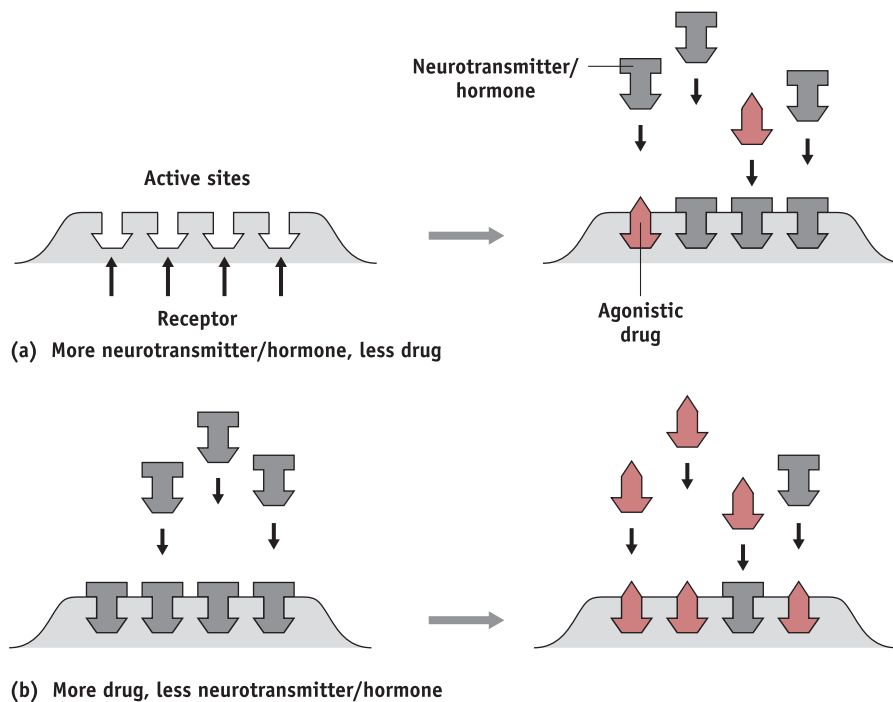 Neurotransmitter/
hormone
Active sites
Receptor
Agonistic
drug
(a) More neurotransmitter/hormone, less drug
(b) More drug, less neurotransmitter/hormone